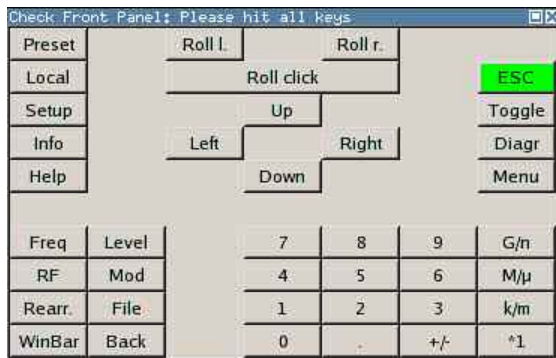 Check Front Panel: Please hit all keys
Preset Roll l. Roll r.
Local Roll click ESC
Setup Up Toggle
Info Left Right Diagr
Help Down Menu
Freq Level 7 8 9 G/n
RF Mod 4 5 6 M/µ
Rearr. File 1 2 3 k/m
WinBar Back 0 . +/- *1